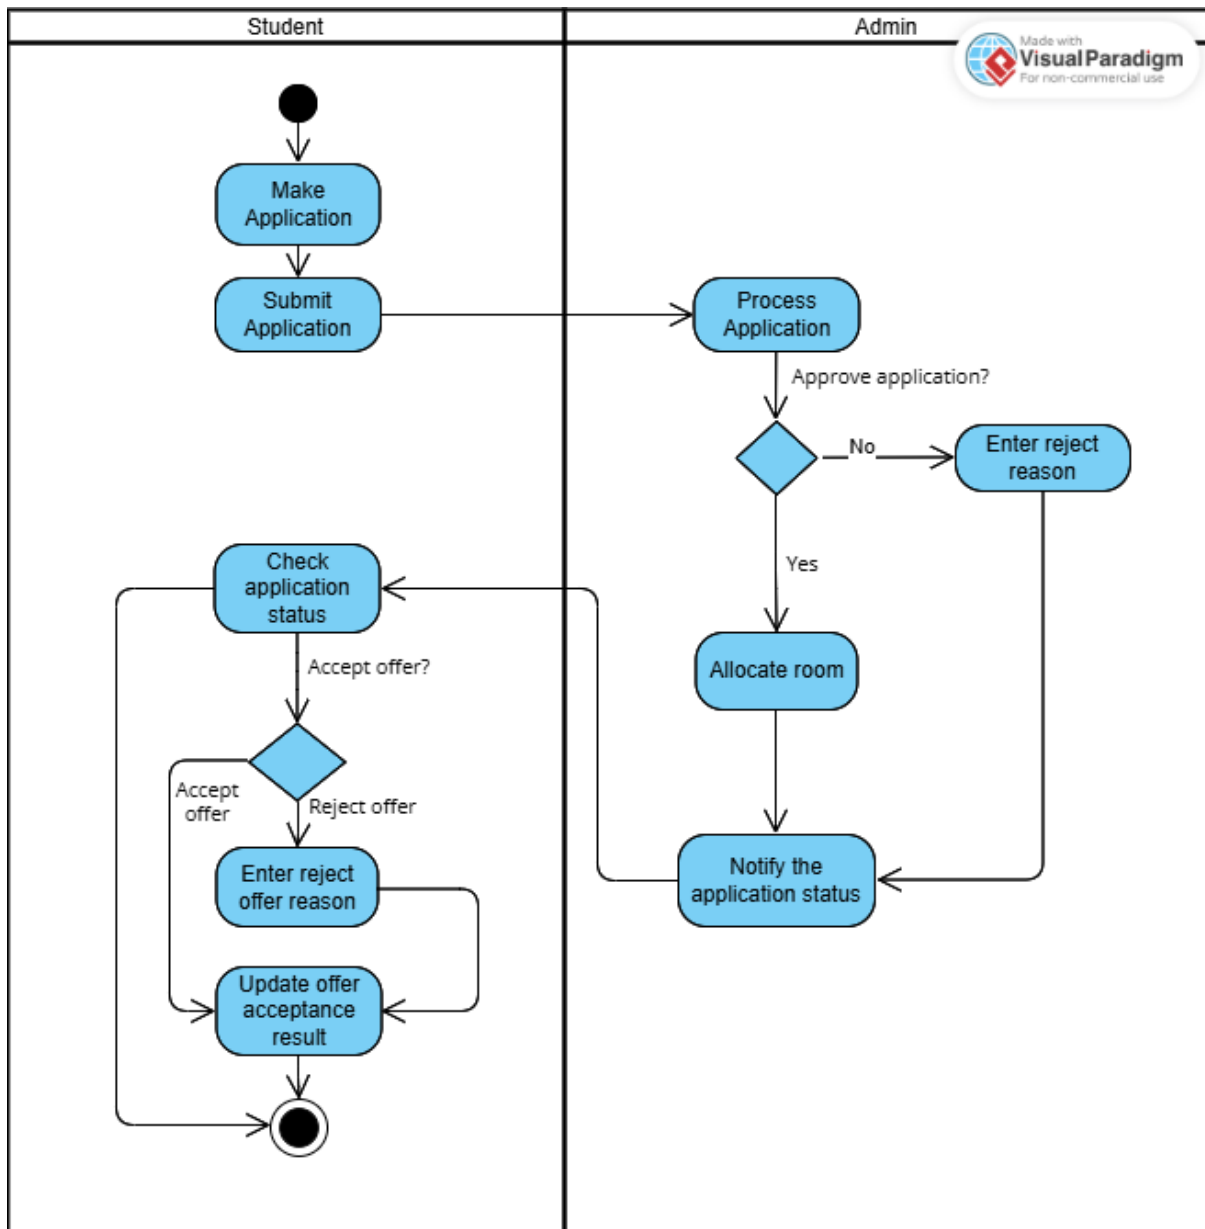 Student
Admin
Made with
Visual Paradigm
For non-commercial use
Make
Application
Submit
Application
Process
Application
Approve application?
No
Enter reject
reason
Yes
Check
application
status
Accept offer?
Allocate room
Accept
offer
Reject offer
Enter reject
offer reason
Notify the
application status
Update offer
acceptance
result